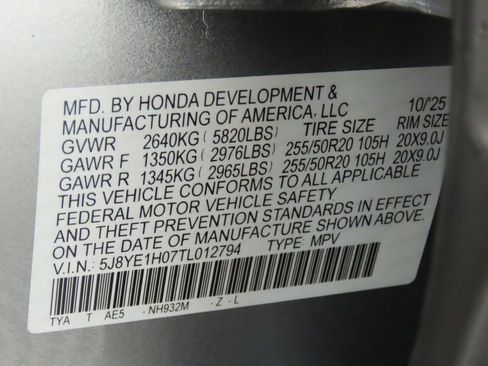 MFD. BY HONDA DEVELOPMENT &
MANUFACTURING OF AMERICA, LLC 10/'25
GVWR 2640KG ( 5820LBS) TIRE SIZE RIM SIZE
GAWR F 1350KG ( 2976LBS) 255/50R20 105H 20X9.0J
GAWR R 1345KG ( 2965LBS) 255/50R20 105H 20X9.0J
THIS VEHICLE CONFORMS TO ALL APPLICABLE
FEDERAL MOTOR VEHICLE SAFETY
AND THEFT PREVENTION STANDARDS IN EFFECT
ON THE DATE OF MANUFACTURE SHOWN ABOVE.
V.I.N.: 5J8YE1H07TL012794 TYPE: MPV
TYA T AE5 - NH932M - Z - L